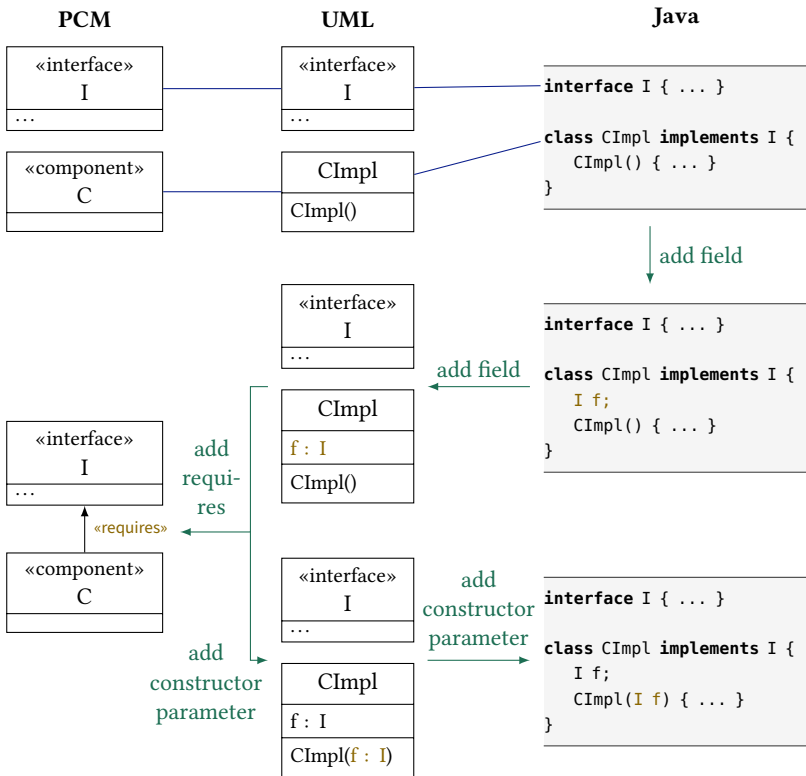 PCM
UML
Java
«interface»
I
...
«interface»
I
...
interface I { ... }
class CImpl implements I {
CImpl() { ... }
}
«component»
C
CImpl
CImpl()
add field
«interface»
I
...
interface I { ... }
class CImpl implements I {
I f;
CImpl() { ... }
}
add field
CImpl
f : I
CImpl()
add
requi-
res
«interface»
I
...
«requires»
«component»
C
«interface»
I
...
add
constructor
parameter
interface I { ... }
class CImpl implements I {
I f;
CImpl(I f) { ... }
}
add
constructor
parameter
CImpl
f : I
CImpl(f : I)